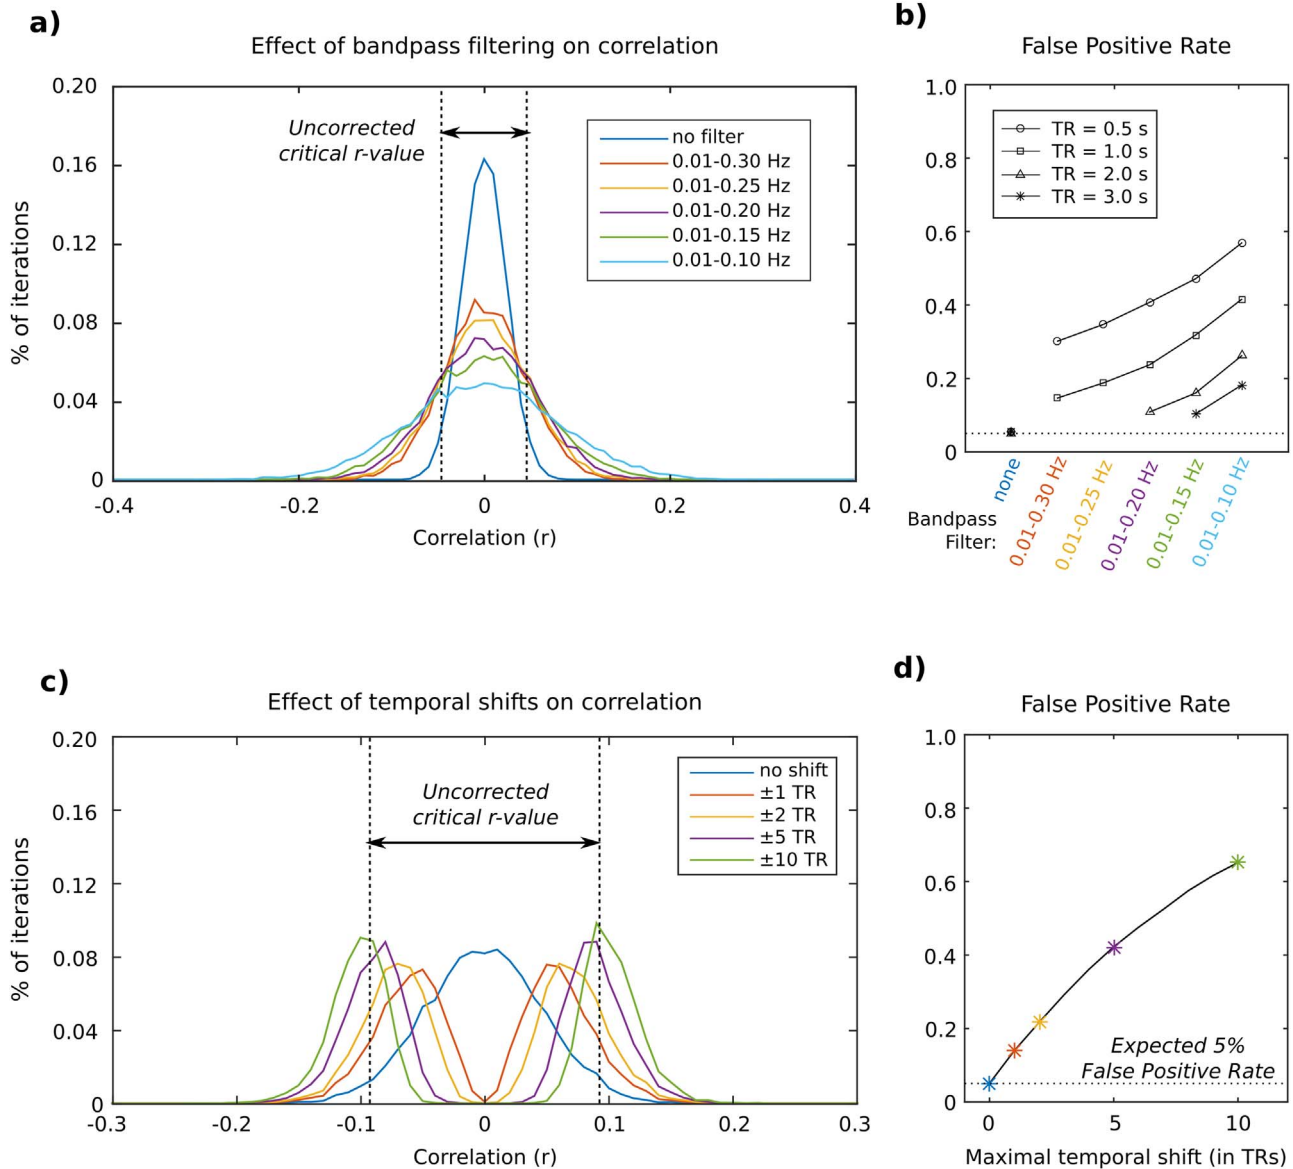 a)
Effect of bandpass filtering on correlation
% of iterations
0.20
0.16
0.12
0.08
0.04
0
-0.4
-0.2
0
0.2
0.4
Correlation (r)
Uncorrected
critical r-value
no filter
0.01-0.30 Hz
0.01-0.25 Hz
0.01-0.20 Hz
0.01-0.15 Hz
0.01-0.10 Hz
b)
False Positive Rate
1.0
0.8
0.6
0.4
0.2
0
TR = 0.5 s
TR = 1.0 s
TR = 2.0 s
TR = 3.0 s
Bandpass
Filter:
none
0.01-0.30 Hz
0.01-0.25 Hz
0.01-0.20 Hz
0.01-0.15 Hz
0.01-0.10 Hz
c)
Effect of temporal shifts on correlation
% of iterations
0.20
0.16
0.12
0.08
0.04
0
-0.3
-0.2
-0.1
0
0.1
0.2
0.3
Correlation (r)
Uncorrected
critical r-value
no shift
±1 TR
±2 TR
±5 TR
±10 TR
d)
False Positive Rate
1.0
0.8
0.6
0.4
0.2
0
Expected 5%
False Positive Rate
0
5
10
Maximal temporal shift (in TRs)